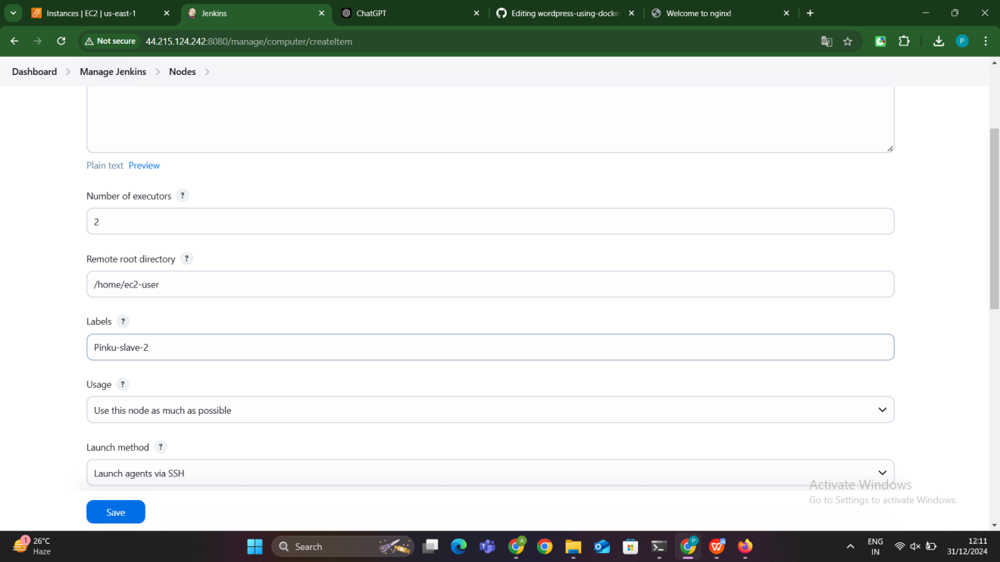 Instances | EC2 | us-east-1
Jenkins
ChatGPT
Editing wordpress-using-docke
Welcome to nginx!
Not secure
44.215.124.242:8080/manage/computer/createItem
P
Dashboard
Manage Jenkins
Nodes
Plain text Preview
Number of executors ?
2
Remote root directory ?
/home/ec2-user
Labels ?
Pinku-slave-2
Usage ?
Use this node as much as possible
Launch method ?
Launch agents via SSH
Activate Windows
Go to Settings to activate Windows.
Save
1
26°C
Haze
Search
A
P
ENG
IN
12:11
31/12/2024